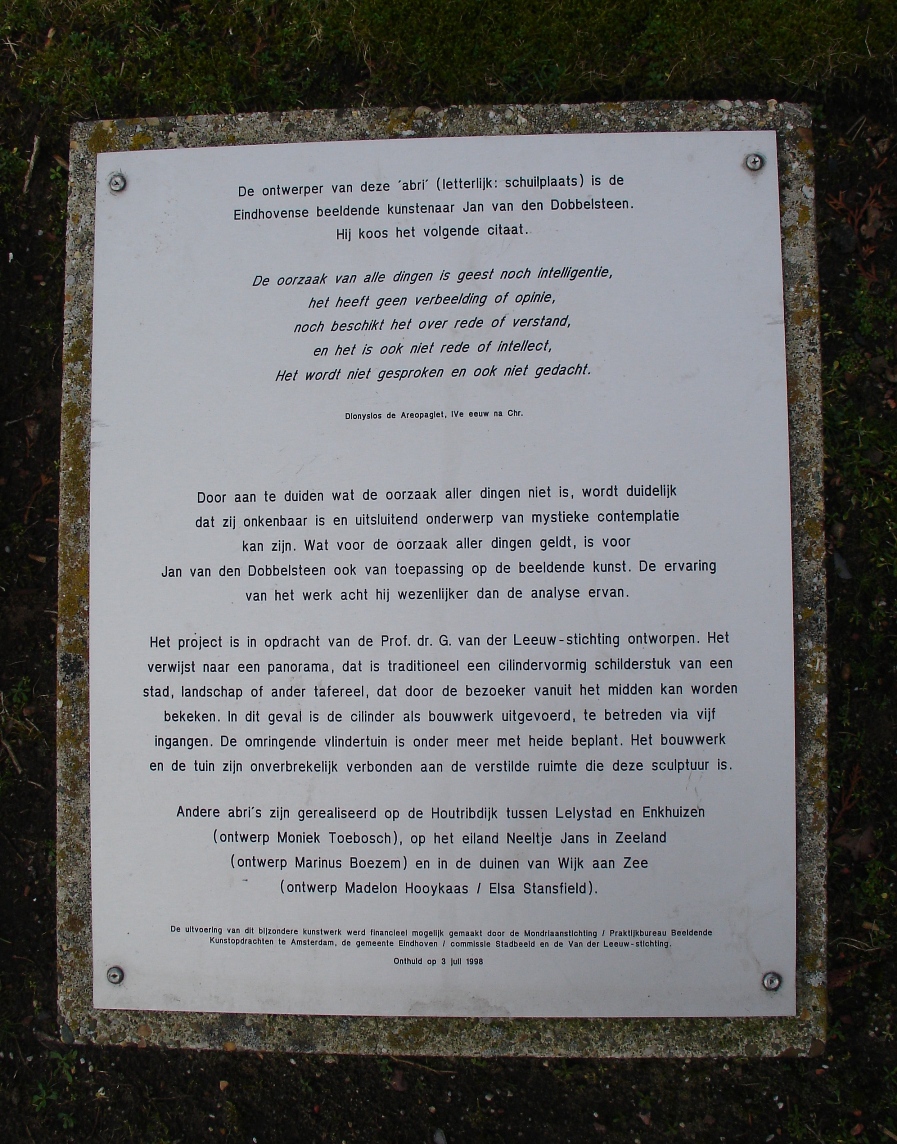 De ontwerper van deze 'abri' (letterlijk: schuilplaats) is de
Eindhovense beeldende kunstenaar Jan van den Dobbelsteen.
Hij koos het volgende citaat.
De oorzaak van alle dingen is geest noch intelligentie,
het heeft geen verbeelding of opinie,
noch beschikt het over rede of verstand,
en het is ook niet rede of intellect,
Het wordt niet gesproken en ook niet gedacht.
Dionysios de Areopagiet, IVe eeuw na Chr.
Door aan te duiden wat de oorzaak aller dingen niet is, wordt duidelijk
dat zij onkenbaar is en uitsluitend onderwerp van mystieke contemplatie
kan zijn. Wat voor de oorzaak aller dingen geldt, is voor
Jan van den Dobbelsteen ook van toepassing op de beeldende kunst. De ervaring
van het werk acht hij wezenlijker dan de analyse ervan.
Het project is in opdracht van de Prof. dr. G. van der Leeuw-stichting ontworpen. Het
verwijst naar een panorama, dat is traditioneel een cilindervormig schilderstuk van een
stad, landschap of ander tafereel, dat door de bezoeker vanuit het midden kan worden
bekeken. In dit geval is de cilinder als bouwwerk uitgevoerd, te betreden via vijf
ingangen. De omringende vlindertuin is onder meer met heide beplant. Het bouwwerk
en de tuin zijn onverbrekelijk verbonden aan de verstilde ruimte die deze sculptuur is.
Andere abri's zijn gerealiseerd op de Houtribdijk tussen Lelystad en Enkhuizen
(ontwerp Moniek Toebosch), op het eiland Neeltje Jans in Zeeland
(ontwerp Marinus Boezem) en in de duinen van Wijk aan Zee
(ontwerp Madelon Hooykaas / Elsa Stansfield).
De uitvoering van dit bijzondere kunstwerk werd financieel mogelijk gemaakt door de Mondriaanstichting / Praktijkbureau Beeldende
Kunstopdrachten te Amsterdam, de gemeente Eindhoven / commissie Stadbeeld en de Van der Leeuw-stichting.
Onthuld op 3 juli 1998